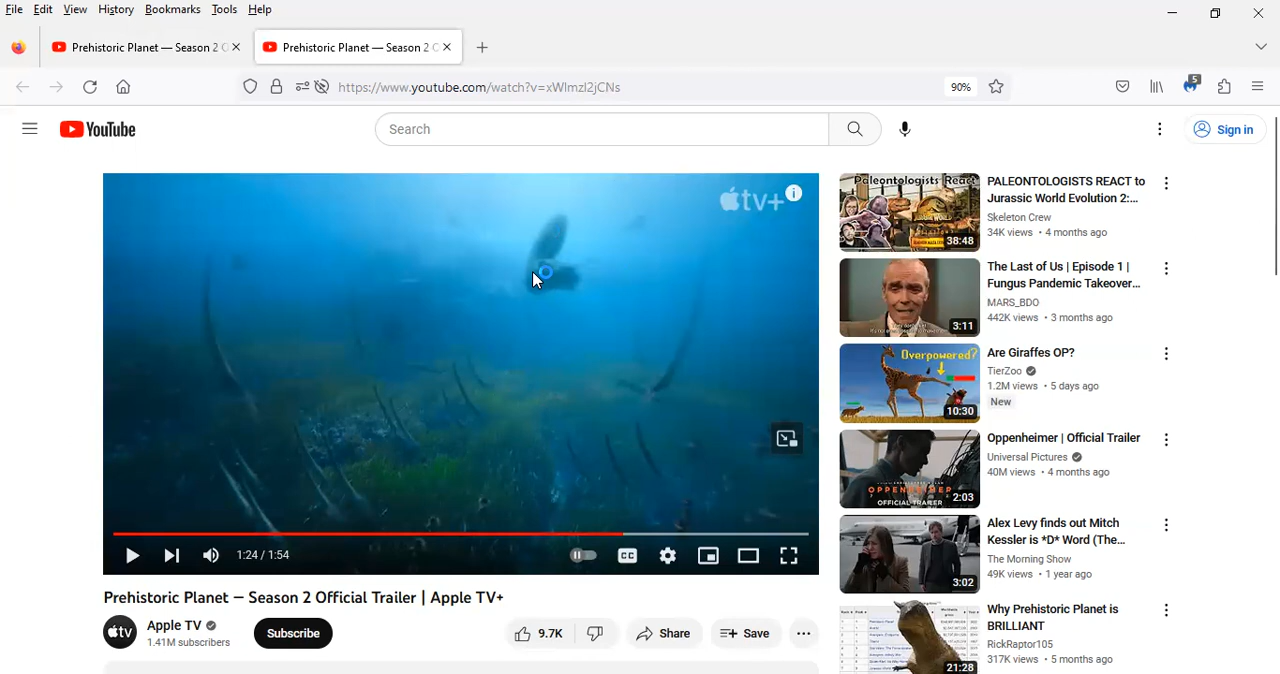 File Edit View History Bookmarks Tools Help
Prehistoric Planet — Season 2 O
Prehistoric Planet — Season 2 O
https://www.youtube.com/watch?v=xWlmzl2jCNs
90%
5
YouTube
Search
Sign in
tv+
1:24 / 1:54
CC
Prehistoric Planet — Season 2 Official Trailer | Apple TV+
tv
Apple TV
1.41M subscribers
Subscribe
9.7K
Share
Save
Paleontologists React
38:48
PALEONTOLOGISTS REACT to
Jurassic World Evolution 2:...
Skeleton Crew
34K views • 4 months ago
3:11
The Last of Us | Episode 1 |
Fungus Pandemic Takeover...
MARS_BDO
442K views • 3 months ago
Overpowered?
10:30
Are Giraffes OP?
TierZoo
1.2M views • 5 days ago
New
OPPENHEIMER
OFFICIAL TRAILER
2:03
Oppenheimer | Official Trailer
Universal Pictures
40M views • 4 months ago
3:02
Alex Levy finds out Mitch
Kessler is *D* Word (The...
The Morning Show
49K views • 1 year ago
21:28
Why Prehistoric Planet is
BRILLIANT
RickRaptor105
317K views • 5 months ago